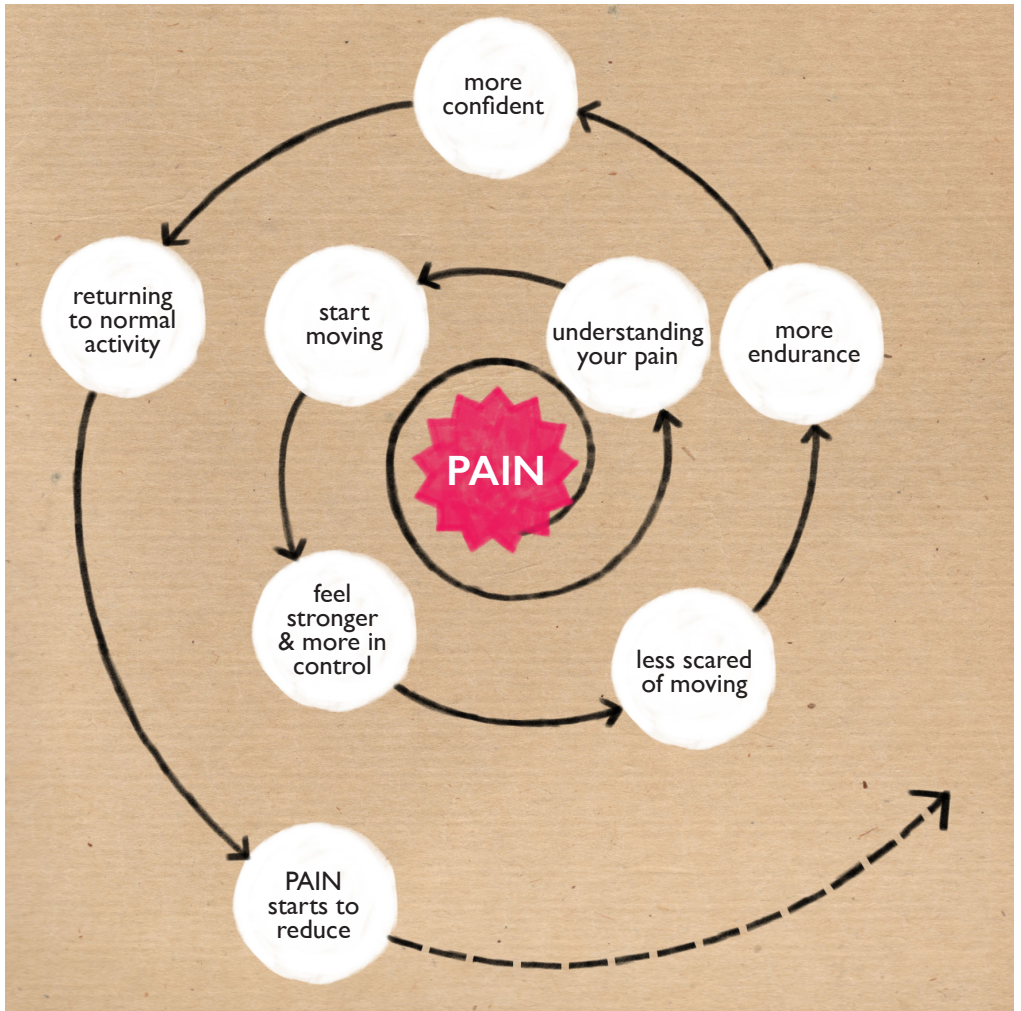 more
confident
returning
to normal
activity
start
moving
understanding
your pain
more
endurance
PAIN
feel
stronger
& more in
control
less scared
of moving
PAIN
starts to
reduce